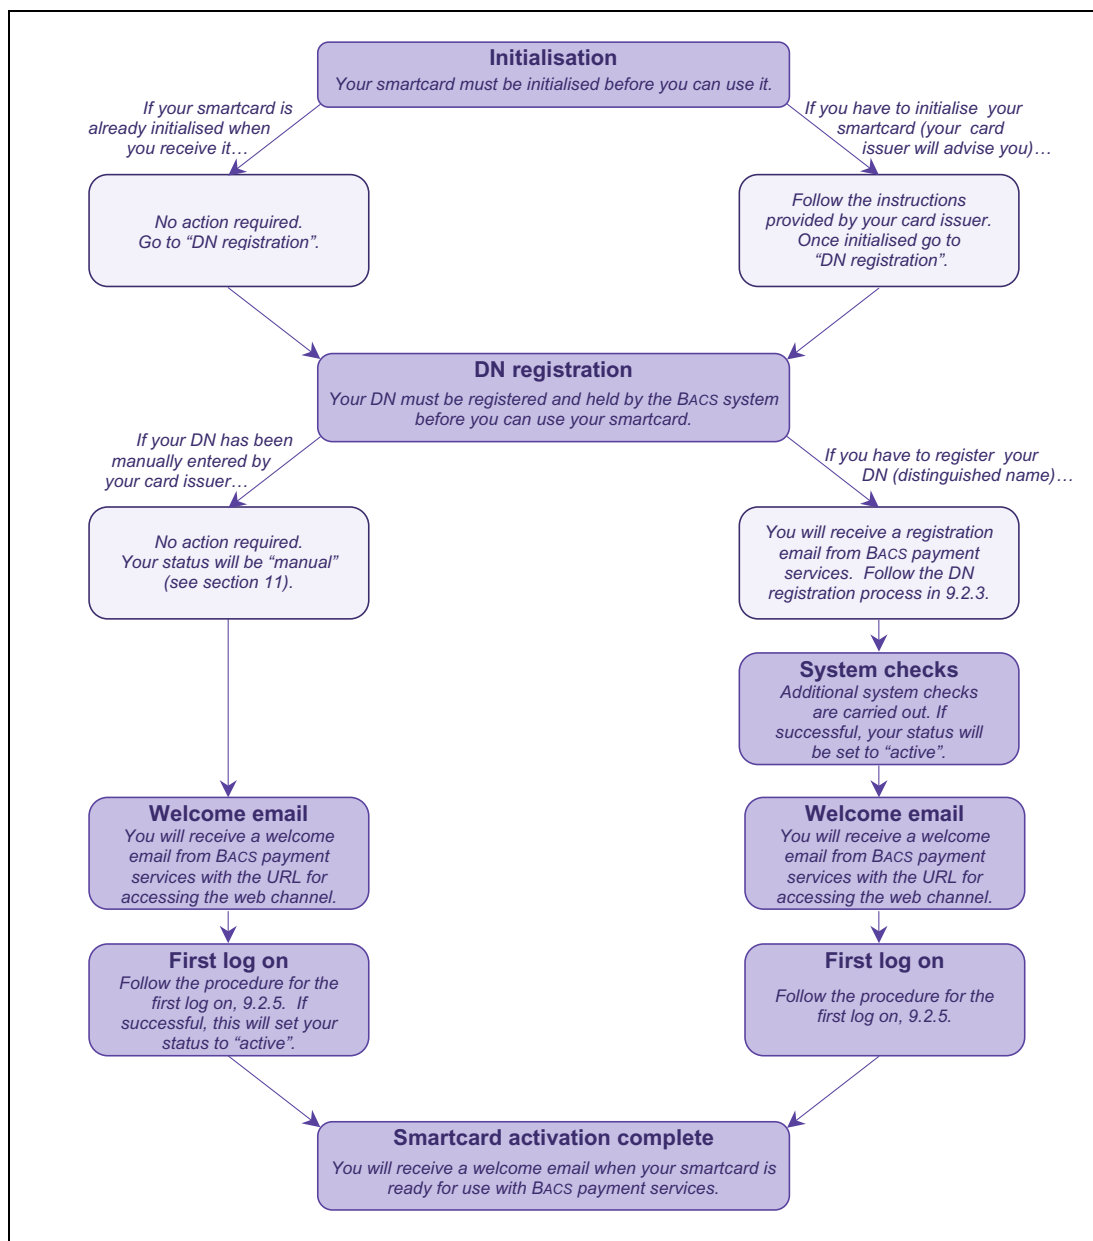 Initialisation
Your smartcard must be initialised before you can use it.
If your smartcard is
already initialised when
you receive it…
If you have to initialise your
smartcard (your card
issuer will advise you)…
No action required.
Go to “DN registration”.
Follow the instructions
provided by your card issuer.
Once initialised go to
“DN registration”.
DN registration
Your DN must be registered and held by the BACS system
before you can use your smartcard.
If your DN has been
manually entered by
your card issuer…
If you have to register your
DN (distinguished name)…
No action required.
Your status will be “manual”
(see section 11).
You will receive a registration
email from BACS payment
services. Follow the DN
registration process in 9.2.3.
System checks
Additional system checks
are carried out. If
successful, your status will
be set to “active”.
Welcome email
You will receive a welcome
email from BACS payment
services with the URL for
accessing the web channel.
Welcome email
You will receive a welcome
email from BACS payment
services with the URL for
accessing the web channel.
First log on
Follow the procedure for the
first log on, 9.2.5. If
successful, this will set your
status to “active”.
First log on
Follow the procedure for the
first log on, 9.2.5.
Smartcard activation complete
You will receive a welcome email when your smartcard is
ready for use with BACS payment services.